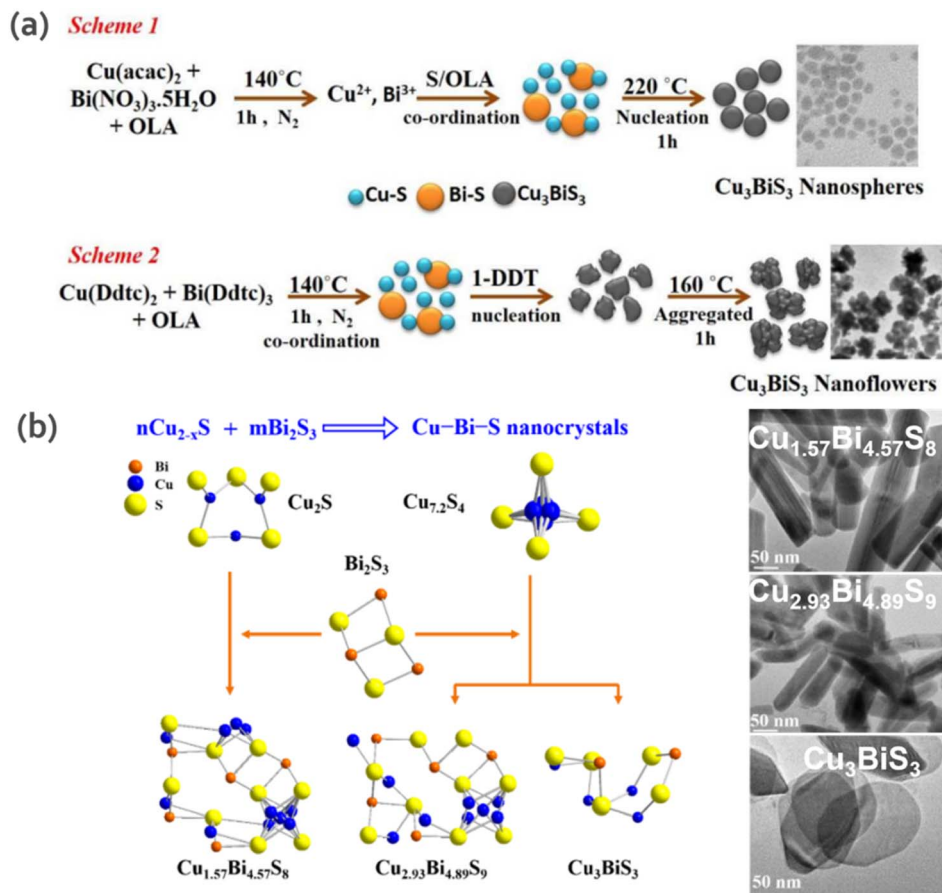 (a) Scheme 1
Cu(acac)₂ +
Bi(NO₃)₃.5H₂O
+ OLA
140°C
1h , N₂
Cu²⁺, Bi³⁺
S/OLA
co-ordination
220 °C
Nucleation
1h
Cu₃BiS₃ Nanospheres
Cu-S Bi-S Cu₃BiS₃
Scheme 2
Cu(Ddtc)₂ + Bi(Ddtc)₃
+ OLA
140°C
1h , N₂
co-ordination
1-DDT
nucleation
160 °C
Aggregated
1h
Cu₃BiS₃ Nanoflowers
(b)
nCu₂₋ₓS + mBi₂S₃ Cu–Bi–S nanocrystals
Bi
Cu
S
Cu₂S
Cu₇.₂S₄
Bi₂S₃
Cu₁.₅₇Bi₄.₅₇S₈
Cu₂.₉₃Bi₄.₈₉S₉
Cu₃BiS₃
Cu₁.₅₇Bi₄.₅₇S₈
50 nm
Cu₂.₉₃Bi₄.₈₉S₉
50 nm
Cu₃BiS₃
50 nm